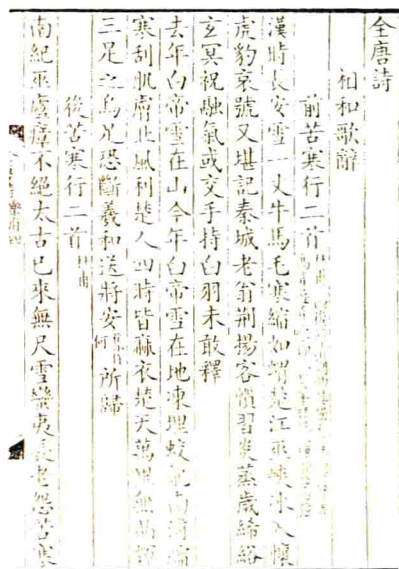 全唐詩
相和歌辭
前苦寒行二首 杜甫
漢時長安雪一丈牛馬毛寒縮如蝟楚江巫峽冰入懷
虎豹哀號又堪記秦城老翁荊揚客慣習炎蒸歲絺綌
玄冥祝融氣或交手持白羽未敢釋
去年白帝雪在山今年白帝雪在地凍埋蛟龍南浦縮
寒刮肌膚北風利楚人四時皆麻衣楚天萬里無晶輝
三足之烏足恐斷羲和送將安何所歸
後苦寒行二首 杜甫
南紀巫廬瘴不絕太古已來無尺雪蠻夷長老怨苦寒